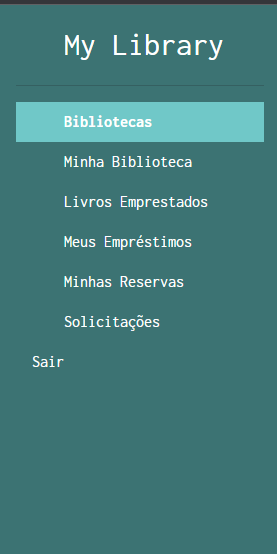 My Library
Bibliotecas
Minha Biblioteca
Livros Emprestados
Meus Empréstimos
Minhas Reservas
Solicitações
Sair